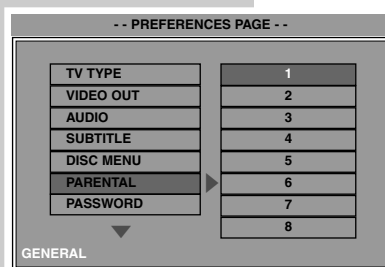 - - PREFERENCES PAGE - -
TV TYPE
VIDEO OUT
AUDIO
SUBTITLE
DISC MENU
PARENTAL
PASSWORD
1
2
3
4
5
6
7
8
GENERAL